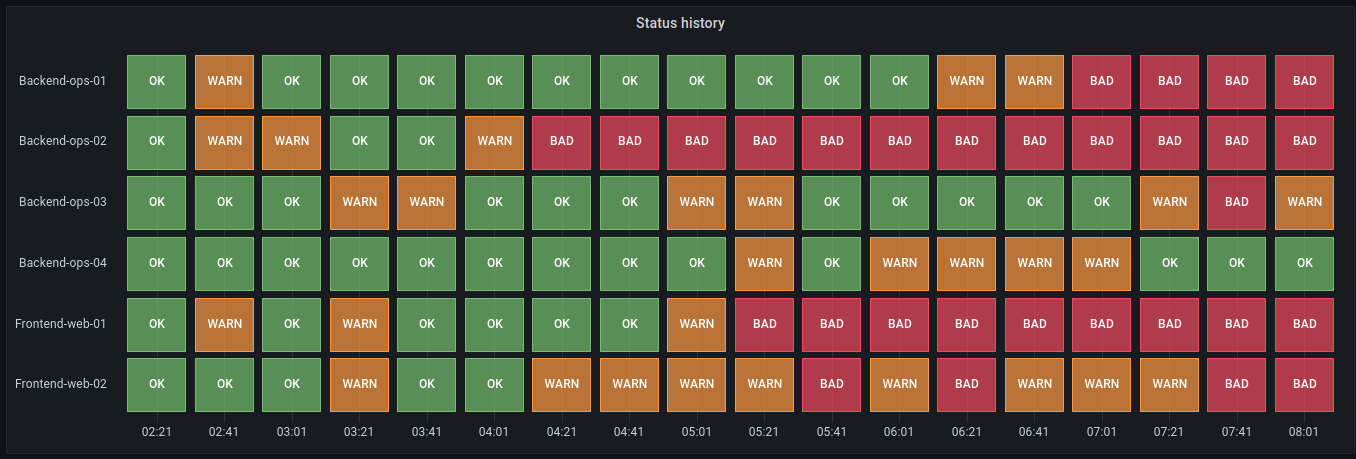 Status history
Backend-ops-01 OK WARN OK OK OK OK OK OK OK OK OK OK WARN WARN BAD BAD BAD BAD
Backend-ops-02 OK WARN WARN OK OK WARN BAD BAD BAD BAD BAD BAD BAD BAD BAD BAD BAD BAD
Backend-ops-03 OK OK OK WARN WARN OK OK OK WARN WARN OK OK OK OK OK WARN BAD WARN
Backend-ops-04 OK OK OK OK OK OK OK OK OK WARN OK WARN WARN WARN WARN OK OK OK
Frontend-web-01 OK WARN OK WARN OK OK OK OK WARN BAD BAD BAD BAD BAD BAD BAD BAD BAD
Frontend-web-02 OK OK OK WARN OK OK WARN WARN WARN WARN BAD WARN BAD WARN WARN WARN BAD BAD
02:21 02:41 03:01 03:21 03:41 04:01 04:21 04:41 05:01 05:21 05:41 06:01 06:21 06:41 07:01 07:21 07:41 08:01